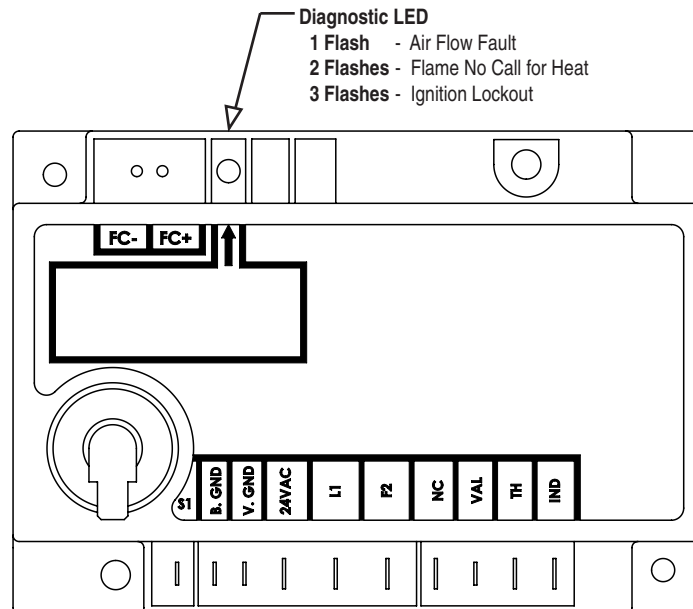 Diagnostic LED
1 Flash - Air Flow Fault
2 Flashes - Flame No Call for Heat
3 Flashes - Ignition Lockout
FC- FC+
S1 B. GND V. GND 24VAC L1 F2 NC VAL TH IND